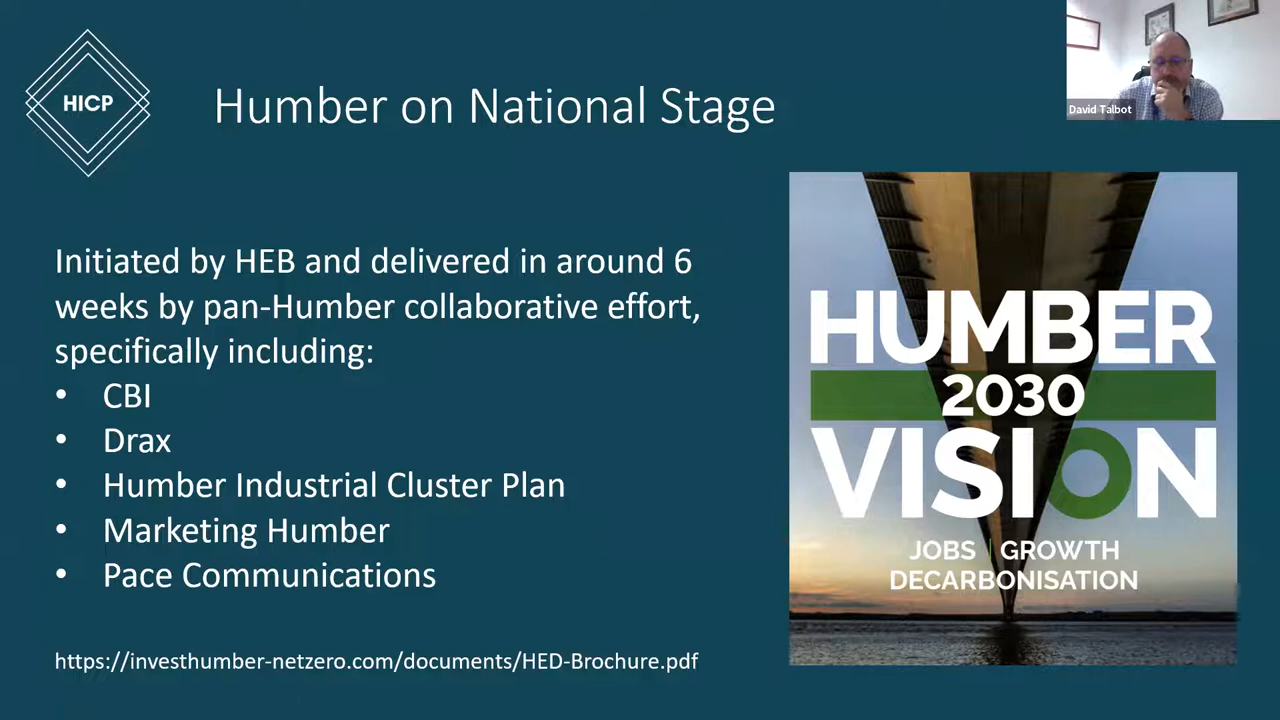 HICP
Humber on National Stage
David Talbot
Initiated by HEB and delivered in around 6
weeks by pan-Humber collaborative effort,
specifically including:
• CBI
• Drax
• Humber Industrial Cluster Plan
• Marketing Humber
• Pace Communications
https://investhumber-netzero.com/documents/HED-Brochure.pdf
HUMBER
2030
VISION
JOBS | GROWTH
DECARBONISATION